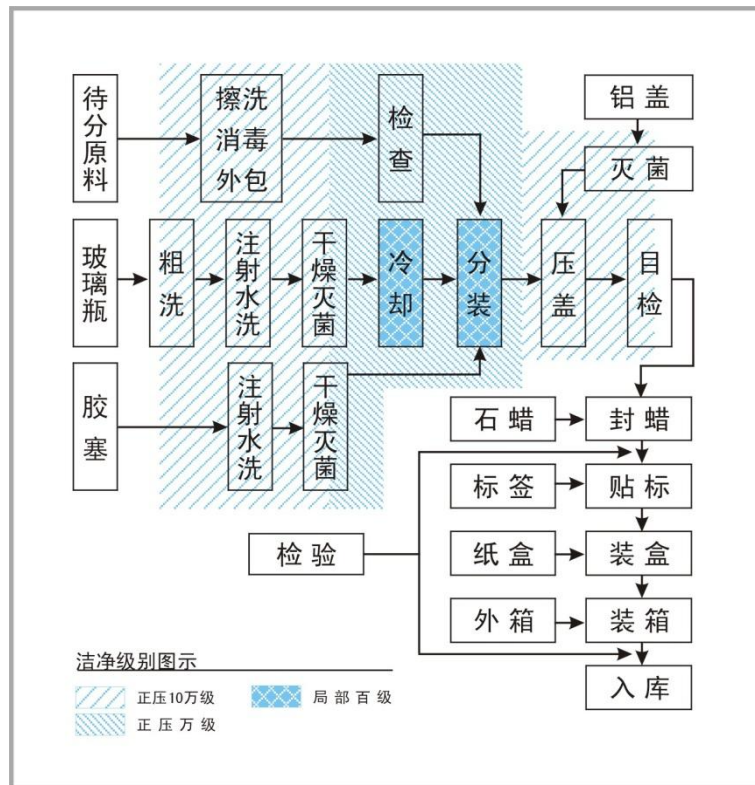 待分原料
擦洗
消毒
外包
检查
铝盖
灭菌
玻璃瓶
粗洗
注射水洗
干燥灭菌
冷却
分装
压盖
目检
胶塞
注射水洗
干燥灭菌
石蜡
封蜡
标签
贴标
检验
纸盒
装盒
外箱
装箱
入库
洁净级别图示
正压10万级
局部百级
正压万级